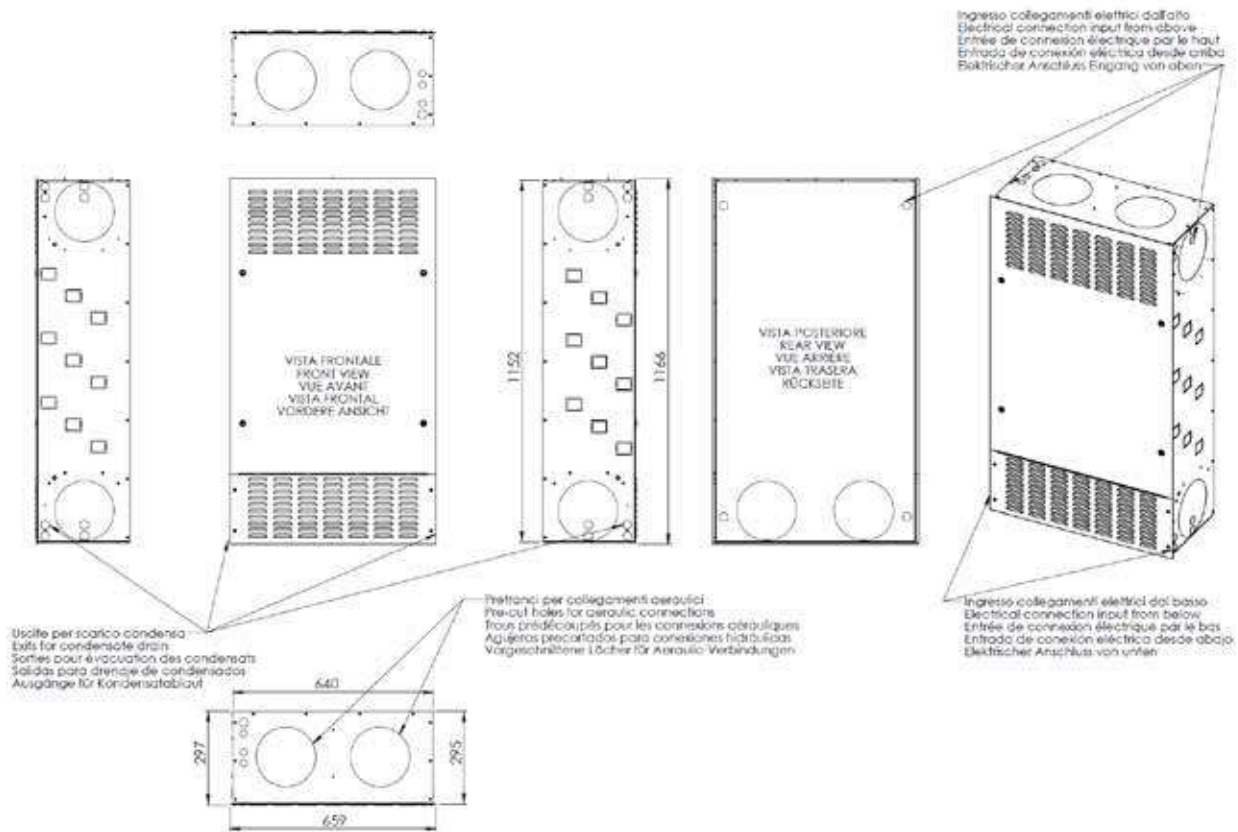 Ingresso collegamenti elettrici dall'alto
Electrical connection input from above
Entrée de connexion électrique par le haut
Entrada de conexión eléctrica desde arriba
Elektrischer Anschluss Eingang von oben
VISTA FRONTALE
FRONT VIEW
VUE AVANT
VISTA FRONTAL
VORDERE ANSICHT
1152
1166
VISTA POSTERIORE
REAR VIEW
VUE ARRIÈRE
VISTA TRASERA
RÜCKSEITE
Uscite per scarico condensa
Exits for condensate drain
Sorties pour évacuation des condensats
Salidas para drenaje de condensados
Ausgänge für Kondensatablauf
Pretranci per collegamenti aeraulici
Pre-cut holes for aeraulic connections
Trous prédécoupés pour les connexions aérauliques
Agujeros precortados para conexiones hidráulicas
Vorgeschnittene Löcher für Aeraulic Verbindungen
Ingresso collegamenti elettrici dal basso
Electrical connection input from below
Entrée de connexion électrique par le bas
Entrada de conexión eléctrica desde abajo
Elektrischer Anschluss von unten
640
297
295
659